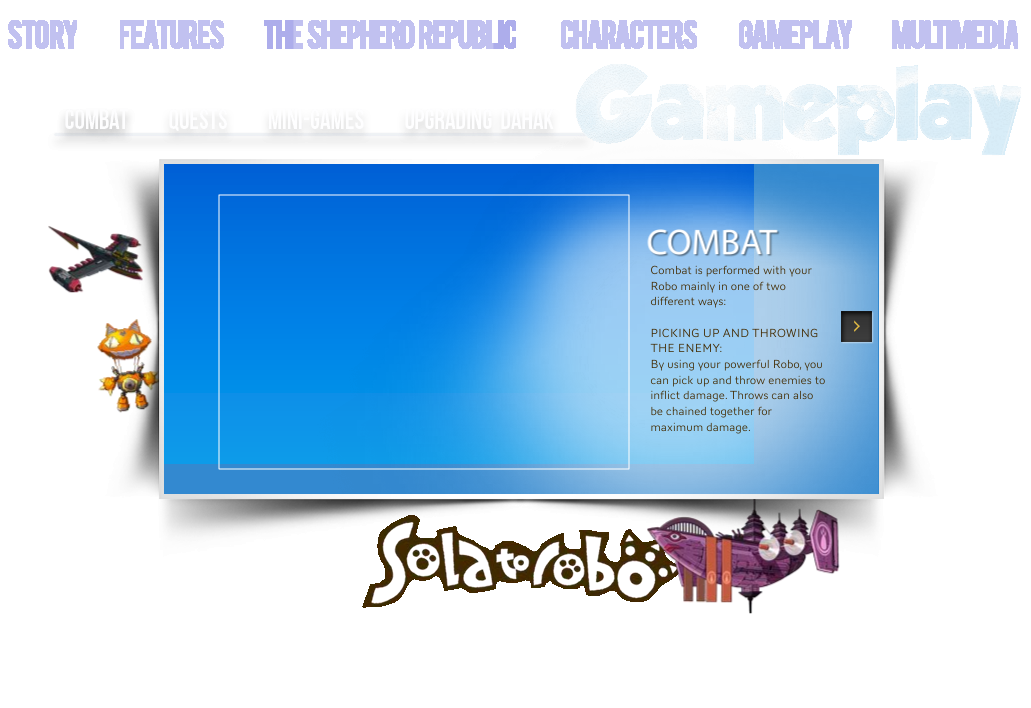 STORY FEATURES THE SHEPHERD REPUBLIC CHARACTERS GAMEPLAY MULTIMEDIA
Gameplay
COMBAT QUESTS MINI-GAMES UPGRADING DAHAK
COMBAT
Combat is performed with your
Robo mainly in one of two
different ways:
PICKING UP AND THROWING
THE ENEMY:
By using your powerful Robo, you
can pick up and throw enemies to
inflict damage. Throws can also
be chained together for
maximum damage.
Solatorobo